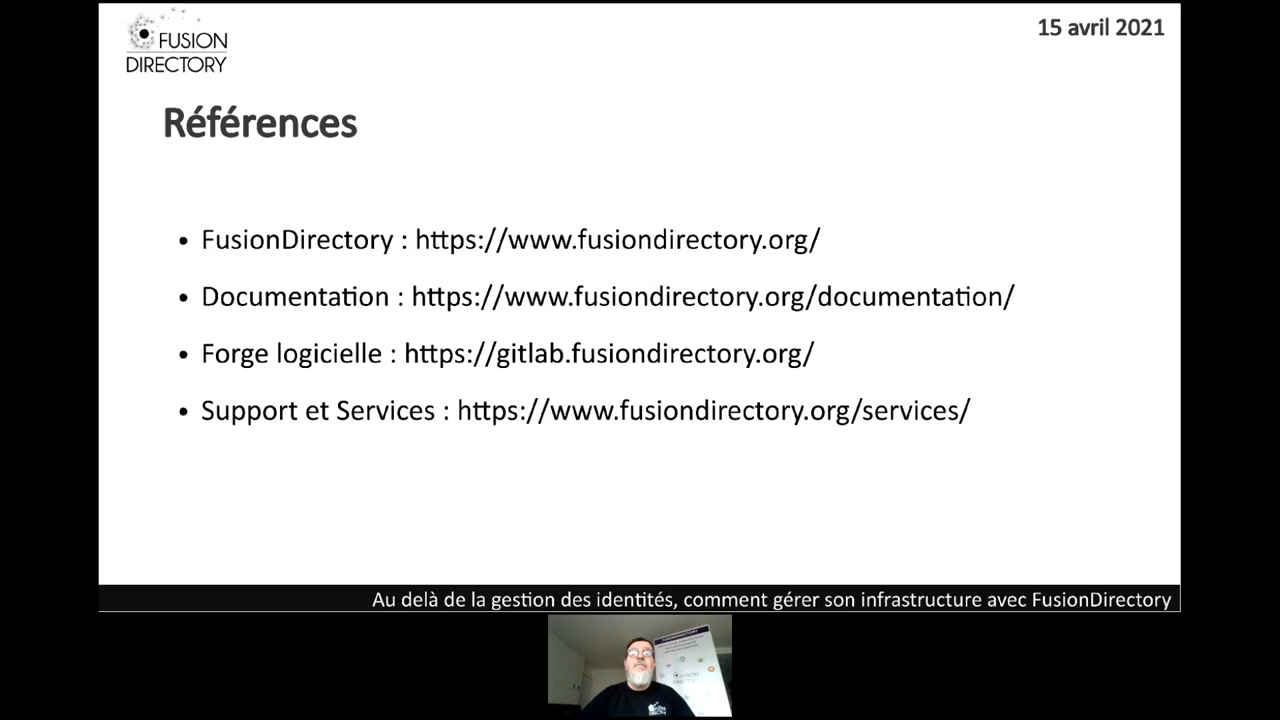 FUSION
DIRECTORY
15 avril 2021
Références
• FusionDirectory : https://www.fusiondirectory.org/
• Documentation : https://www.fusiondirectory.org/documentation/
• Forge logicielle : https://gitlab.fusiondirectory.org/
• Support et Services : https://www.fusiondirectory.org/services/
Au delà de la gestion des identités, comment gérer son infrastructure avec FusionDirectory
FUSION
DIRECTORY